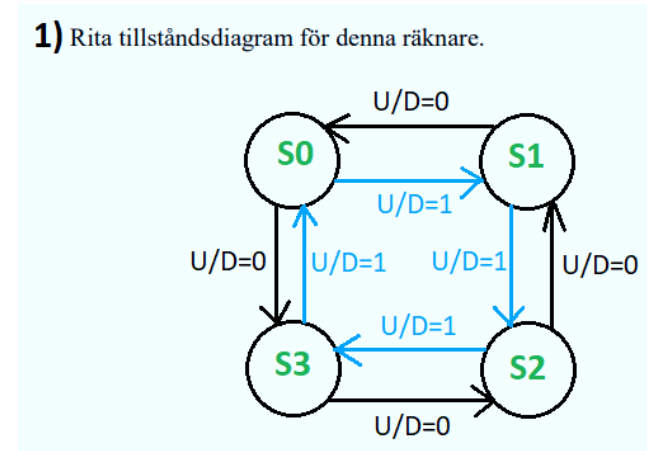 1) Rita tillståndsdiagram för denna räknare.
U/D=0
S0 S1
U/D=1
U/D=0 U/D=1 U/D=1 U/D=0
U/D=1
S3 S2
U/D=0